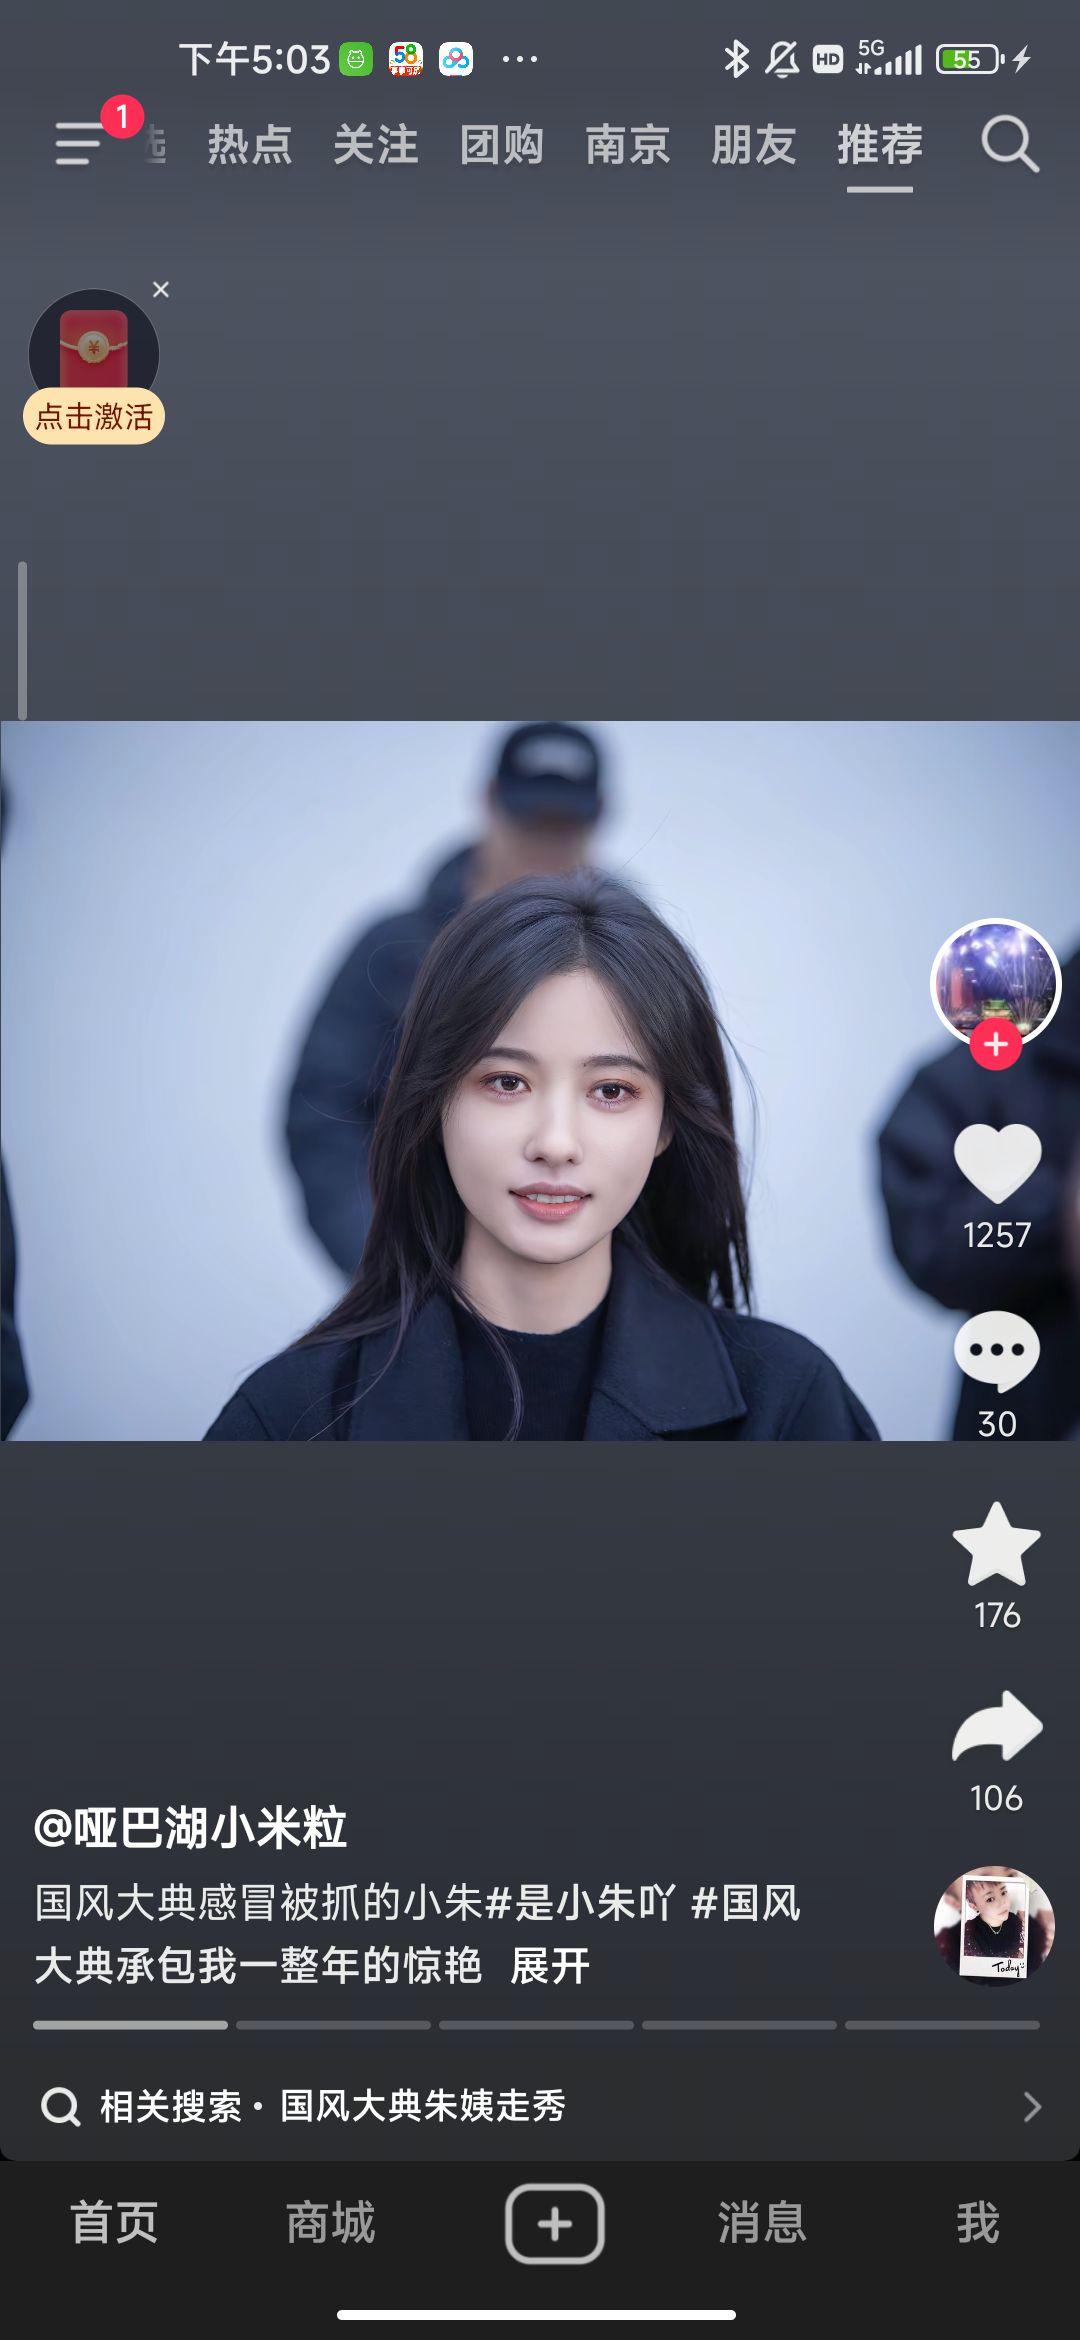 下午5:03
58
HD
5G
55
1
选 热点 关注 团购 南京 朋友 推荐
点击激活
1257
30
176
106
@哑巴湖小米粒
国风大典感冒被抓的小朱#是小朱吖 #国风
大典承包我一整年的惊艳 展开
Today
相关搜索 · 国风大典朱姨走秀
首页 商城 消息 我